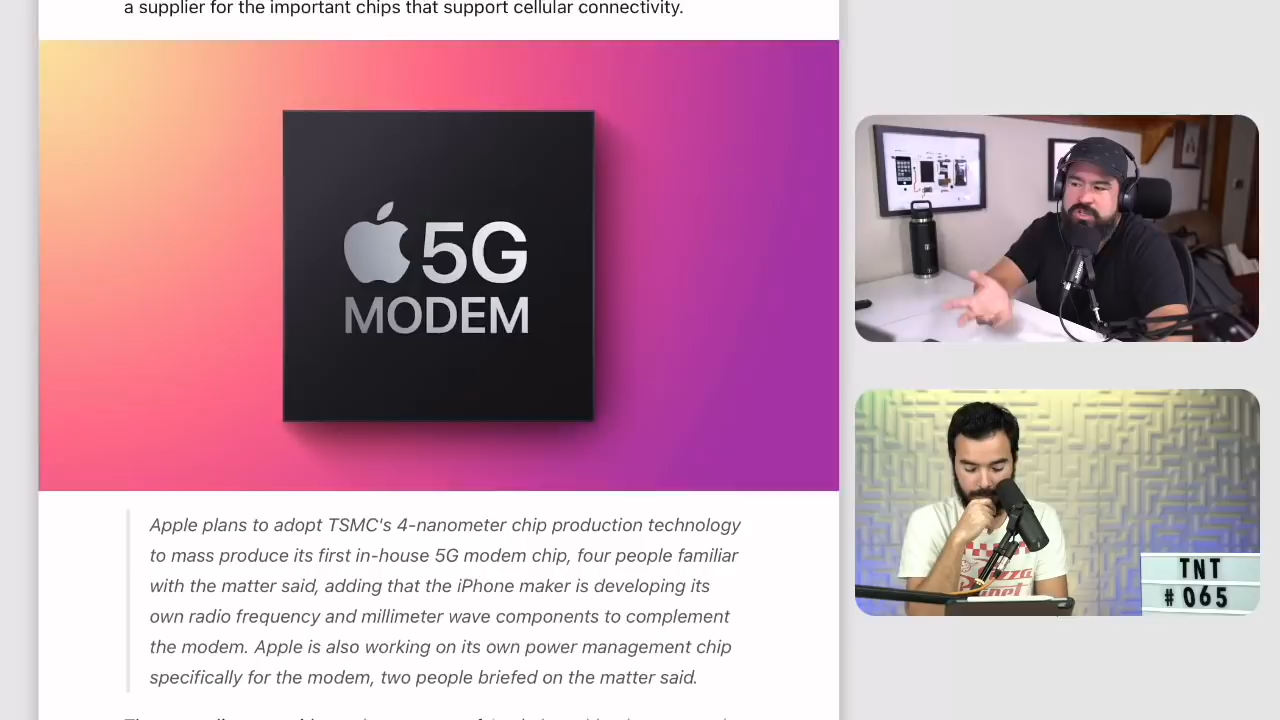 a supplier for the important chips that support cellular connectivity.
5G
MODEM
Apple plans to adopt TSMC's 4-nanometer chip production technology
to mass produce its first in-house 5G modem chip, four people familiar
with the matter said, adding that the iPhone maker is developing its
own radio frequency and millimeter wave components to complement
the modem. Apple is also working on its own power management chip
specifically for the modem, two people briefed on the matter said.
TNT
# 065